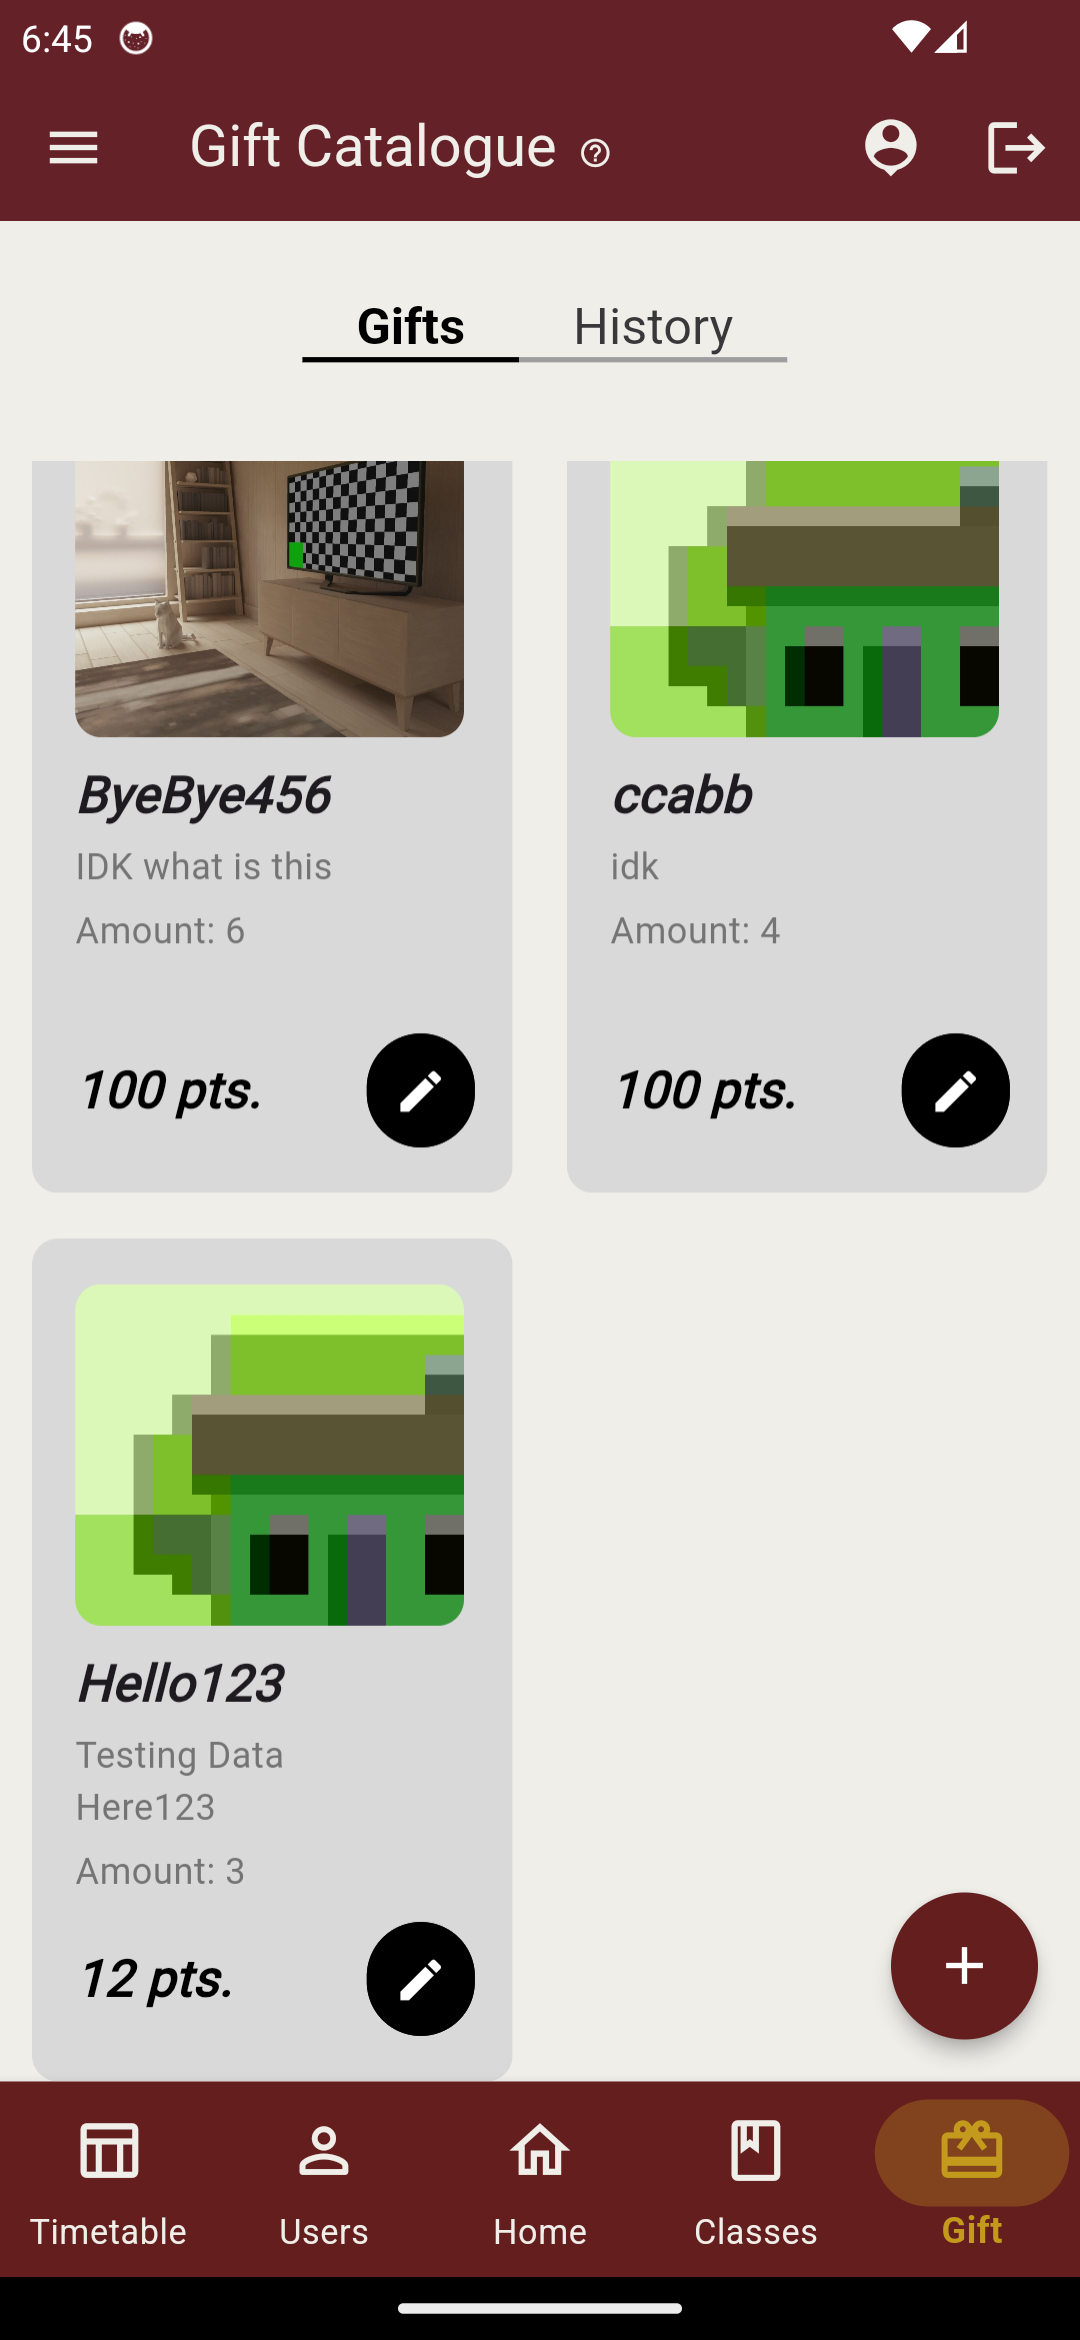 6:45
Gift Catalogue
Gifts History
ByeBye456
IDK what is this
Amount: 6
100 pts.
ccabb
idk
Amount: 4
100 pts.
Hello123
Testing Data
Here123
Amount: 3
12 pts.
Timetable Users Home Classes Gift